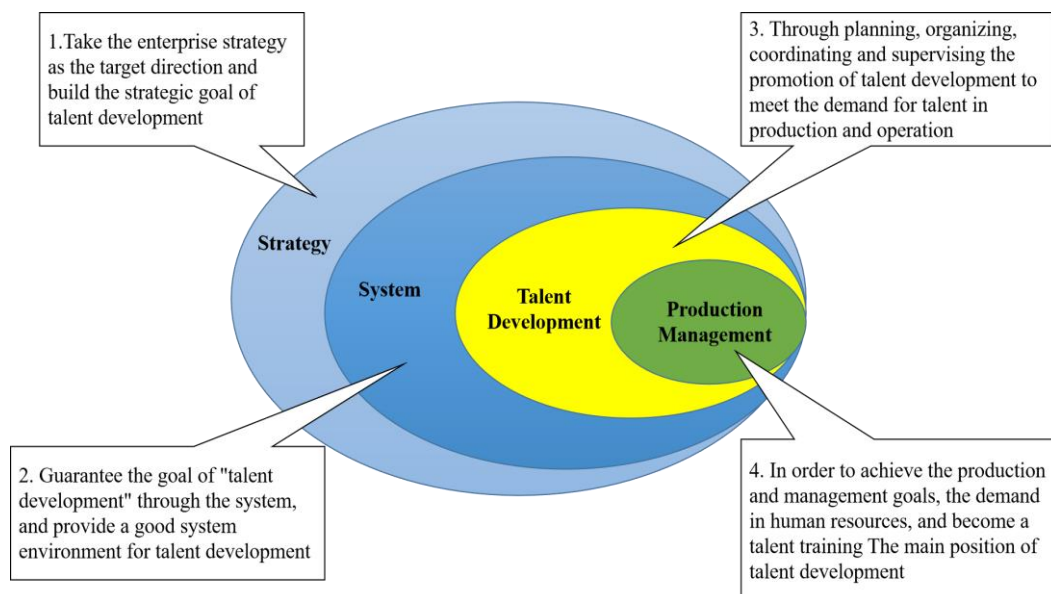 1.Take the enterprise strategy
as the target direction and
build the strategic goal of
talent development
3. Through planning, organizing,
coordinating and supervising the
promotion of talent development to
meet the demand for talent in
production and operation
Strategy
System
Talent
Development
Production
Management
2. Guarantee the goal of "talent
development" through the system,
and provide a good system
environment for talent development
4. In order to achieve the production
and management goals, the demand
in human resources, and become a
talent training The main position of
talent development